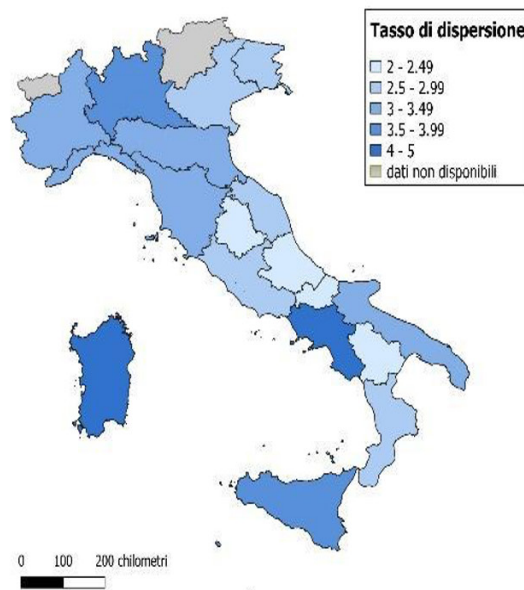 Tasso di dispersione
2 - 2.49
2.5 - 2.99
3 - 3.49
3.5 - 3.99
4 - 5
dati non disponibili
0 100 200 chilometri